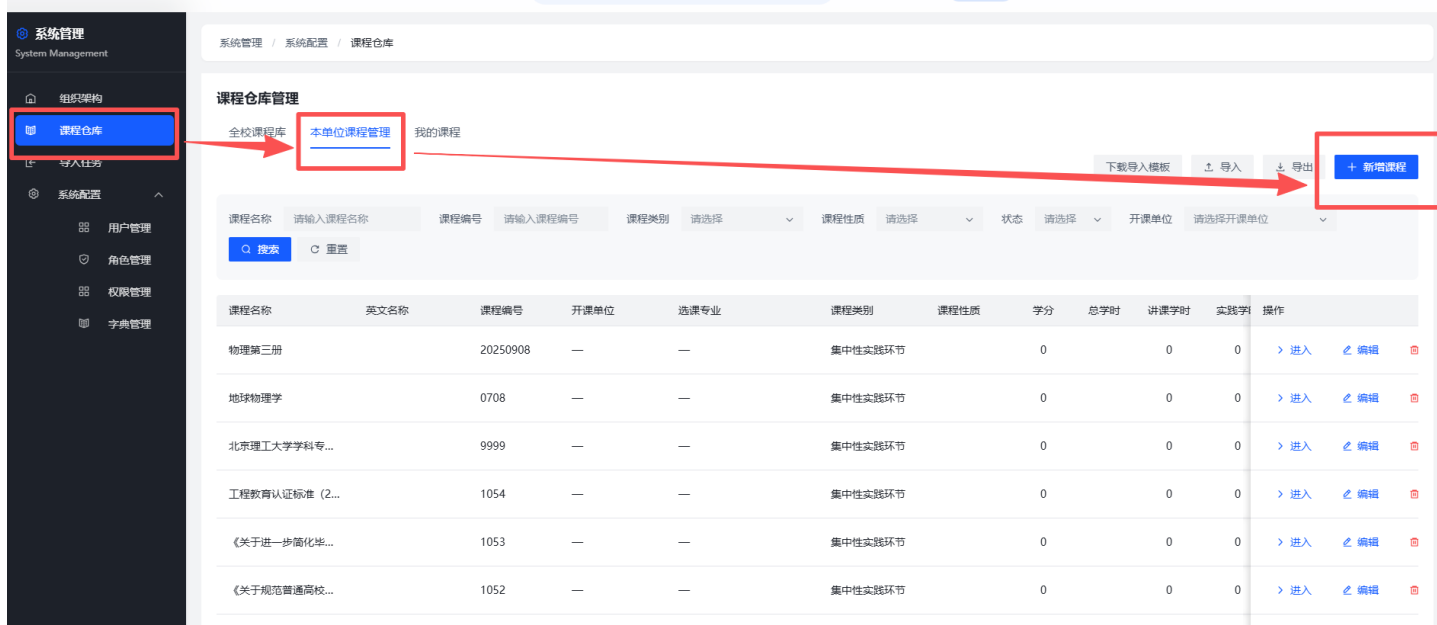 系统管理
System Management
组织架构
课程仓库
导入任务
系统配置
用户管理
角色管理
权限管理
字典管理
系统管理 / 系统配置 / 课程仓库
课程仓库管理
全校课程库 本单位课程管理 我的课程
下载导入模板 导入 导出 + 新增课程
课程名称 请输入课程名称 课程编号 请输入课程编号 课程类别 请选择 课程性质 请选择 状态 请选择 开课单位 请选择开课单位
搜索 重置
课程名称 英文名称 课程编号 开课单位 选课专业 课程类别 课程性质 学分 总学时 讲课学时 实践学 操作
物理第三册 20250908 — — 集中性实践环节 0 0 0 进入 编辑
地球物理学 0708 — — 集中性实践环节 0 0 0 进入 编辑
北京理工大学学科专... 9999 — — 集中性实践环节 0 0 0 进入 编辑
工程教育认证标准（2... 1054 — — 集中性实践环节 0 0 0 进入 编辑
《关于进一步简化毕... 1053 — — 集中性实践环节 0 0 0 进入 编辑
《关于规范普通高校... 1052 — — 集中性实践环节 0 0 0 进入 编辑